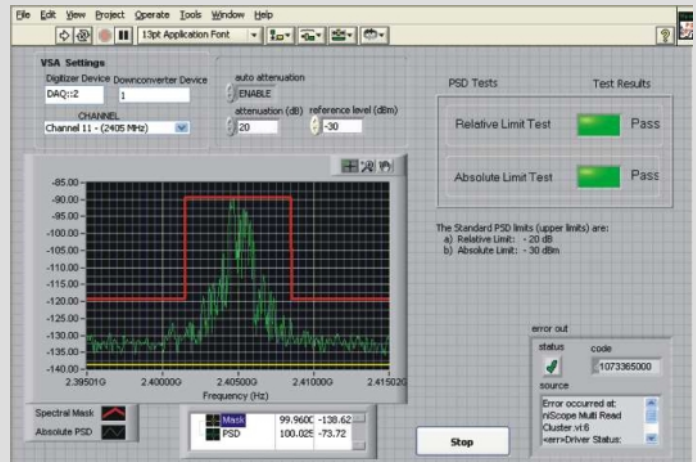 File Edit View Project Operate Tools Window Help
13pt Application Font
VSA Settings
Digitizer Device Downconverter Device
DAQ::2 1
CHANNEL
Channel 11 - (2405 MHz)
auto attenuation
ENABLE
attenuation (dB) reference level (dBm)
20 -30
PSD Tests Test Results
Relative Limit Test Pass
Absolute Limit Test Pass
The Standard PSD limits (upper limits) are:
a) Relative Limit: - 20 dB
b) Absolute Limit: - 30 dBm
-85.00
-90.00
-95.00
-100.00
-105.00
-110.00
-115.00
-120.00
-125.00
-130.00
-135.00
-140.00
2.39501G 2.40000G 2.40500G 2.41000G 2.41502G
Frequency (Hz)
Spectral Mask
Absolute PSD
Mask 99.960C -138.62
PSD 100.025 -73.72
Stop
error out
status code
1073365000
source
Error occurred at:
niScope Multi Read
Cluster.vi:6
<err>Driver Status: